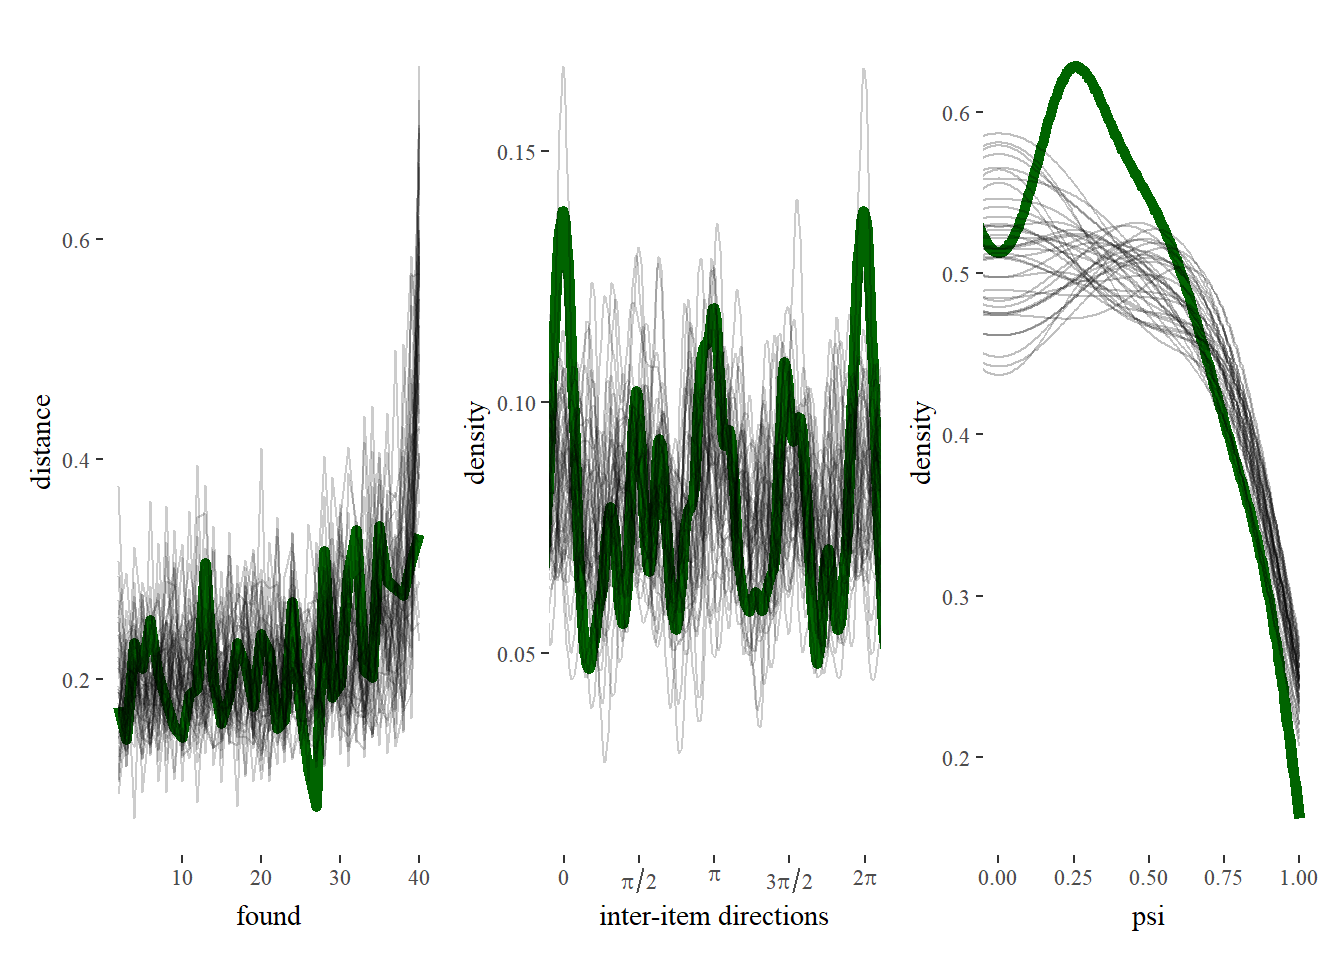 distance
0.6
0.4
0.2
10 20 30 40
found
density
0.15
0.10
0.05
0 π/2 π 3π/2 2π
inter-item directions
density
0.6
0.5
0.4
0.3
0.2
0.00 0.25 0.50 0.75 1.00
psi